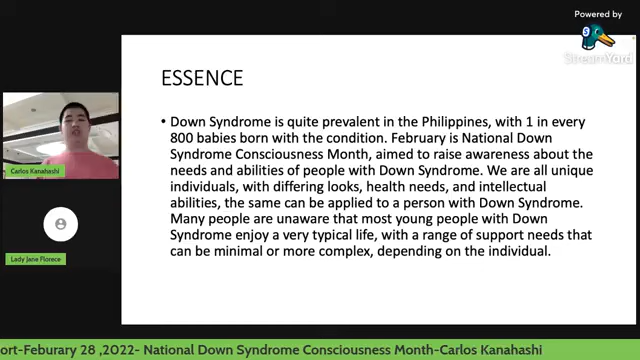 Powered by
StreamYard
ESSENCE
• Down Syndrome is quite prevalent in the Philippines, with 1 in every
800 babies born with the condition. February is National Down
Syndrome Consciousness Month, aimed to raise awareness about the
needs and abilities of people with Down Syndrome. We are all unique
individuals, with differing looks, health needs, and intellectual
abilities, the same can be applied to a person with Down Syndrome.
Many people are unaware that most young people with Down
Syndrome enjoy a very typical life, with a range of support needs that
can be minimal or more complex, depending on the individual.
Carlos Kanahashi
Lady Jane Florece
ort-Feburary 28 ,2022- National Down Syndrome Consciousness Month-Carlos Kanahashi